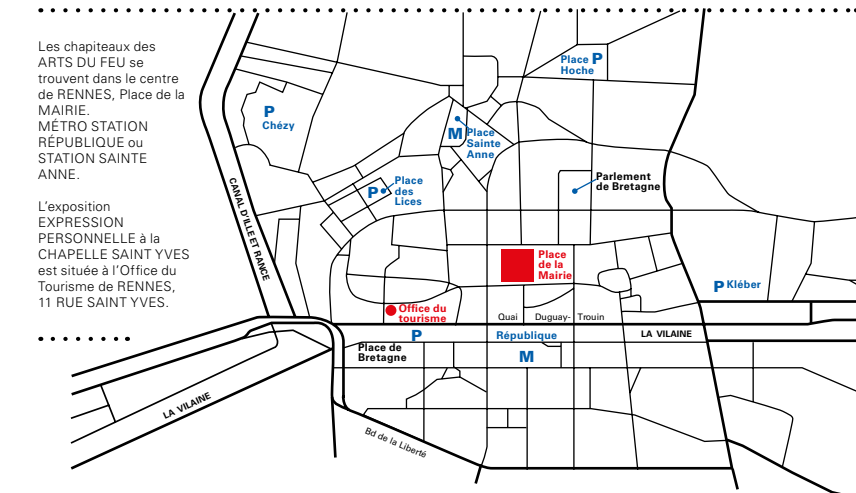 Les chapiteaux des
ARTS DU FEU se
trouvent dans le centre
de RENNES, Place de la
MAIRIE.
MÉTRO STATION
RÉPUBLIQUE ou
STATION SAINTE
ANNE.
L'exposition
EXPRESSION
PERSONNELLE à la
CHAPELLE SAINT YVES
est située à l'Office du
Tourisme de RENNES,
11 RUE SAINT YVES.
Place P
Hoche
P
Chézy
M Place
Sainte
Anne
Parlement
de Bretagne
P
Place
des
Lices
CANAL D'ILLE ET RANCE
Place
de la
Mairie
P Kléber
Office du
tourisme
Quai Duguay- Trouin
P
République
LA VILAINE
Place de
Bretagne
M
LA VILAINE
Bd de la Liberté